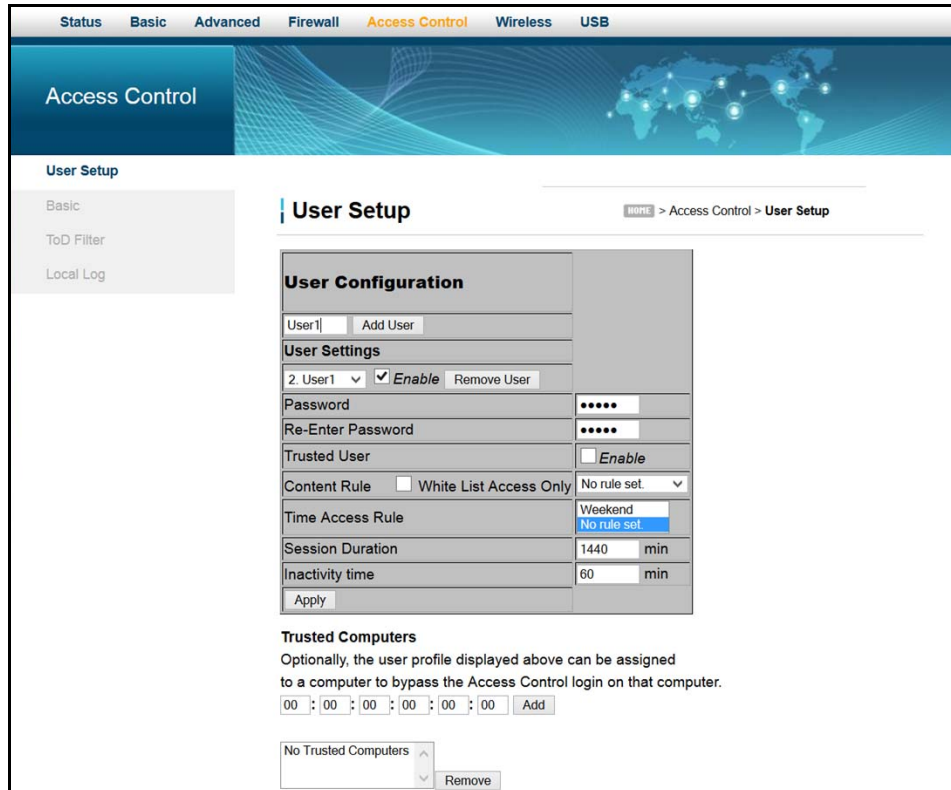 Status Basic Advanced Firewall Access Control Wireless USB
Access Control
User Setup
Basic
ToD Filter
Local Log
User Setup
HOME > Access Control > User Setup
User Configuration
User1 Add User
User Settings
2. User1 Enable Remove User
Password •••••
Re-Enter Password •••••
Trusted User Enable
Content Rule White List Access Only No rule set.
Time Access Rule Weekend
No rule set.
Session Duration 1440 min
Inactivity time 60 min
Apply
Trusted Computers
Optionally, the user profile displayed above can be assigned
to a computer to bypass the Access Control login on that computer.
00 : 00 : 00 : 00 : 00 : 00 Add
No Trusted Computers
Remove